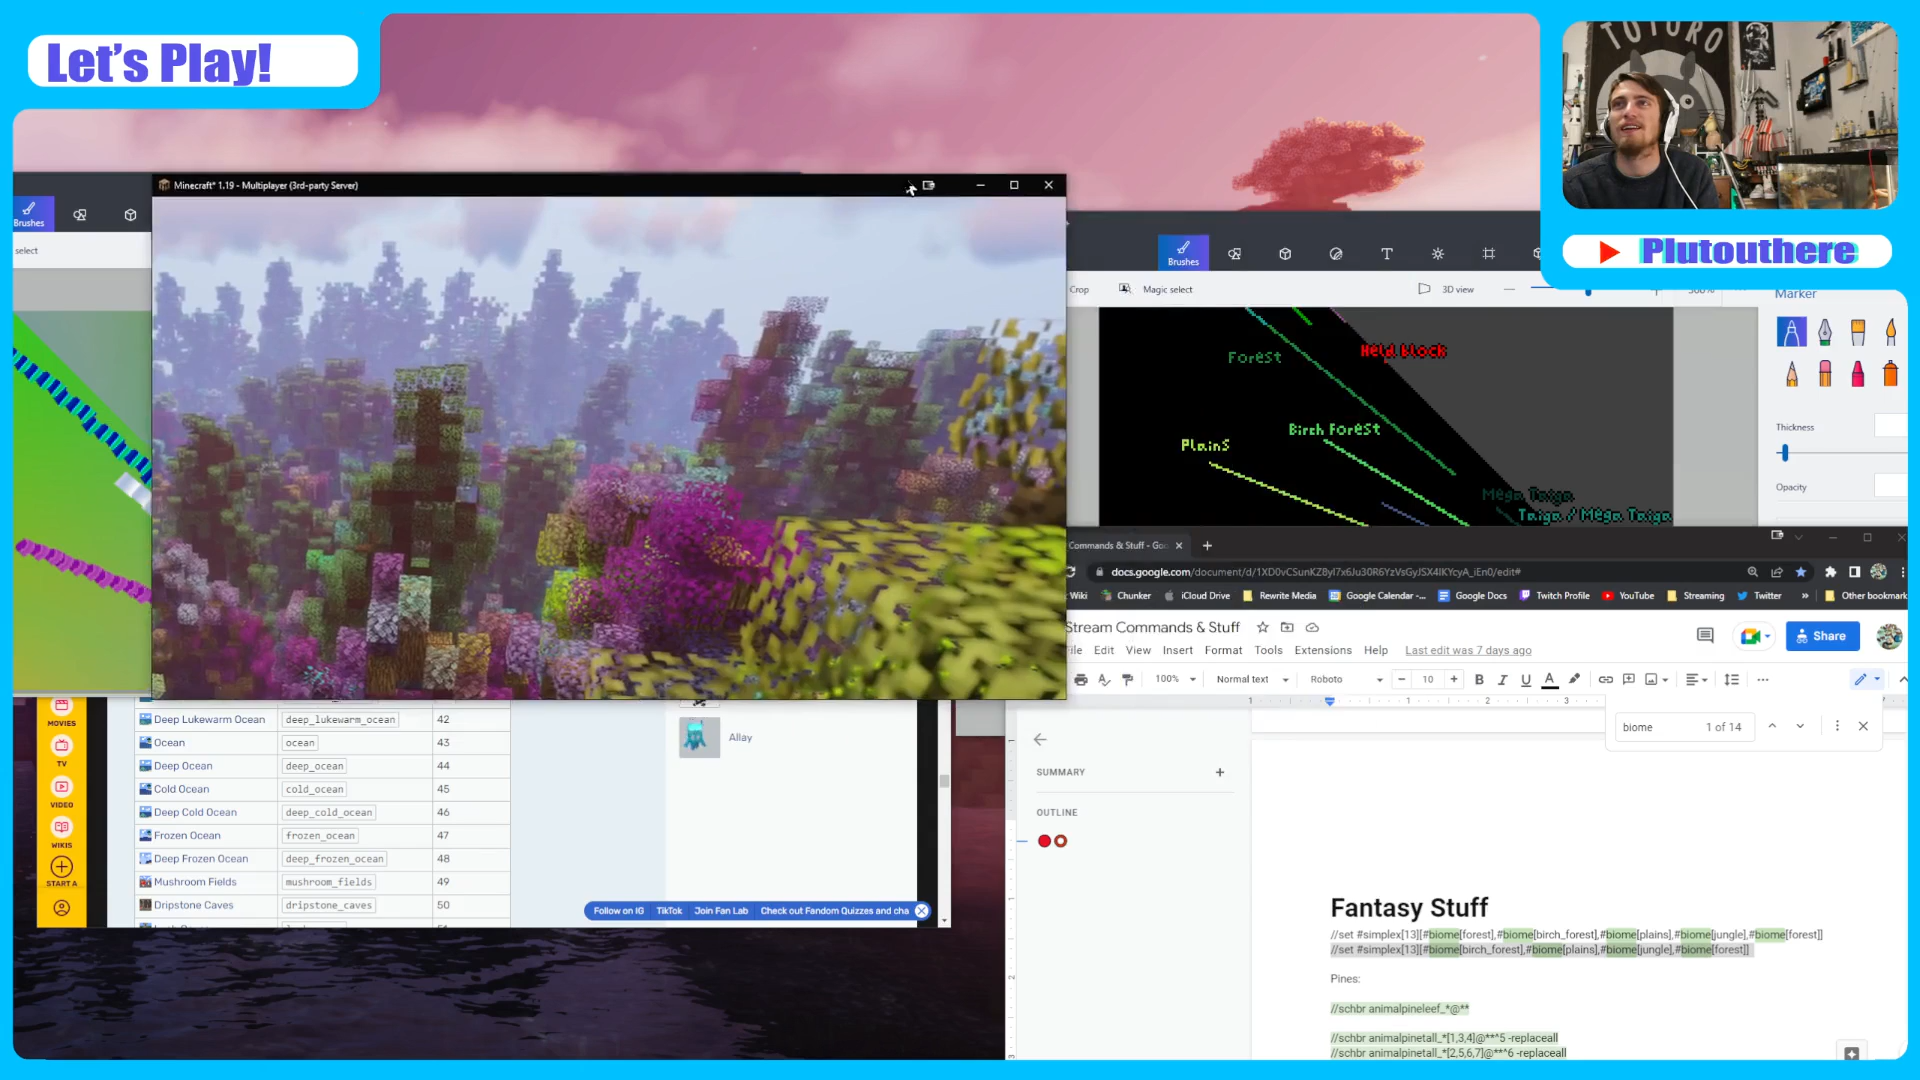 Let's Play!
TOTORO
Plutouthere
Minecraft* 1.19 - Multiplayer (3rd-party Server)
Brushes
select
Brushes
Crop
Magic select
3D view
Marker
Thickness
Opacity
Forest
Held block
Birch Forest
Plains
Mega Taiga
Taiga / Mega Taiga
Commands & Stuff - Goo
docs.google.com/document/d/1XD0vCSunKZByl7x6Ju30R6YzVsGyJSX4IKYcyA_iEn0/edit#
Wiki
Chunker
iCloud Drive
Rewrite Media
Google Calendar -...
Google Docs
Twitch Profile
YouTube
Streaming
Twitter
»
Other bookmark
Stream Commands & Stuff
File Edit View Insert Format Tools Extensions Help Last edit was 7 days ago
Share
100% Normal text Roboto 10 B I U A
biome 1 of 14
SUMMARY
OUTLINE
Fantasy Stuff
//set #simplex[13][#biome[forest],#biome[birch_forest],#biome[plains],#biome[jungle],#biome[forest]]
//set #simplex[13][#biome[birch_forest],#biome[plains],#biome[jungle],#biome[forest]]
Pines:
//schbr animalpineleef_*@**
//schbr animalpinetall_*[1,3,4]@**^5 -replaceall
//schbr animalpinetall_*[2,5,6,7]@**^6 -replaceall
MOVIES
TV
VIDEO
WIKIS
START A
Deep Lukewarm Ocean deep_lukewarm_ocean 42
Ocean ocean 43
Deep Ocean deep_ocean 44
Cold Ocean cold_ocean 45
Deep Cold Ocean deep_cold_ocean 46
Frozen Ocean frozen_ocean 47
Deep Frozen Ocean deep_frozen_ocean 48
Mushroom Fields mushroom_fields 49
Dripstone Caves dripstone_caves 50
Allay
Follow on IG TikTok Join Fan Lab Check out Fandom Quizzes and cha